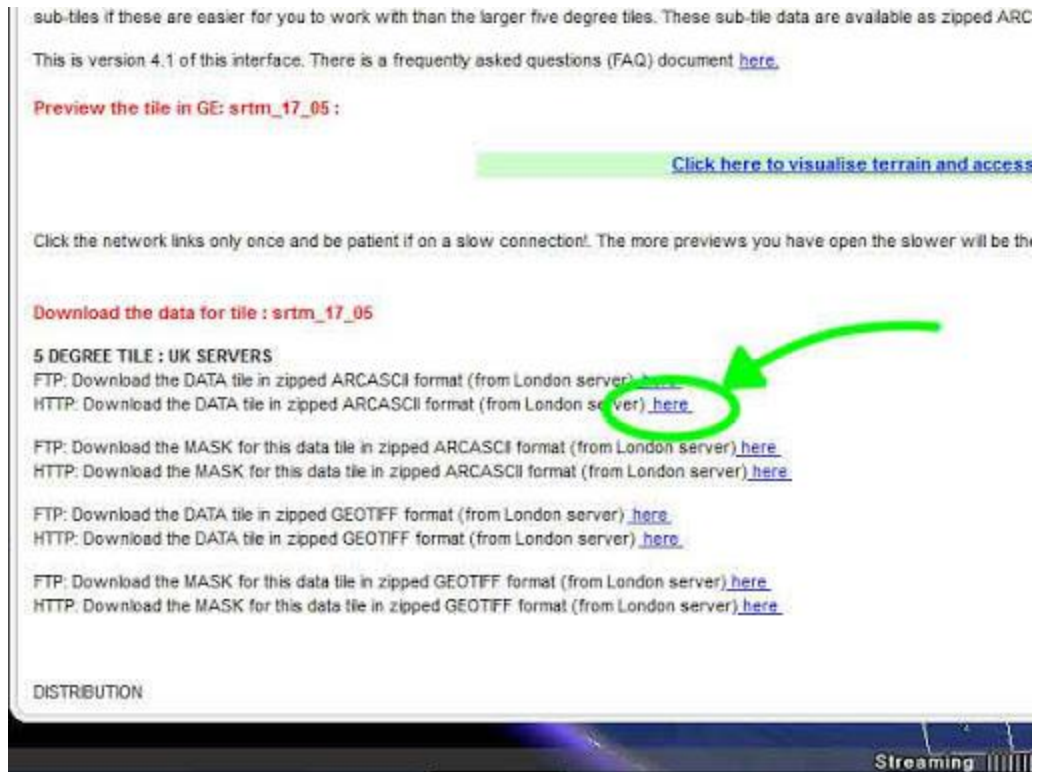 sub-tiles if these are easier for you to work with than the larger five degree tiles. These sub-tile data are available as zipped ARC
This is version 4.1 of this interface. There is a frequently asked questions (FAQ) document here.
Preview the tile in GE: srtm_17_05 :
Click here to visualise terrain and access
Click the network links only once and be patient if on a slow connection!. The more previews you have open the slower will be the
Download the data for tile : srtm_17_05
5 DEGREE TILE : UK SERVERS
FTP: Download the DATA tile in zipped ARCASCII format (from London server) here
HTTP: Download the DATA tile in zipped ARCASCII format (from London server) here
FTP: Download the MASK for this data tile in zipped ARCASCII format (from London server) here
HTTP: Download the MASK for this data tile in zipped ARCASCII format (from London server) here
FTP: Download the DATA tile in zipped GEOTIFF format (from London server) here
HTTP: Download the DATA tile in zipped GEOTIFF format (from London server) here
FTP: Download the MASK for this data tile in zipped GEOTIFF format (from London server) here
HTTP: Download the MASK for this data tile in zipped GEOTIFF format (from London server) here
DISTRIBUTION
Streaming